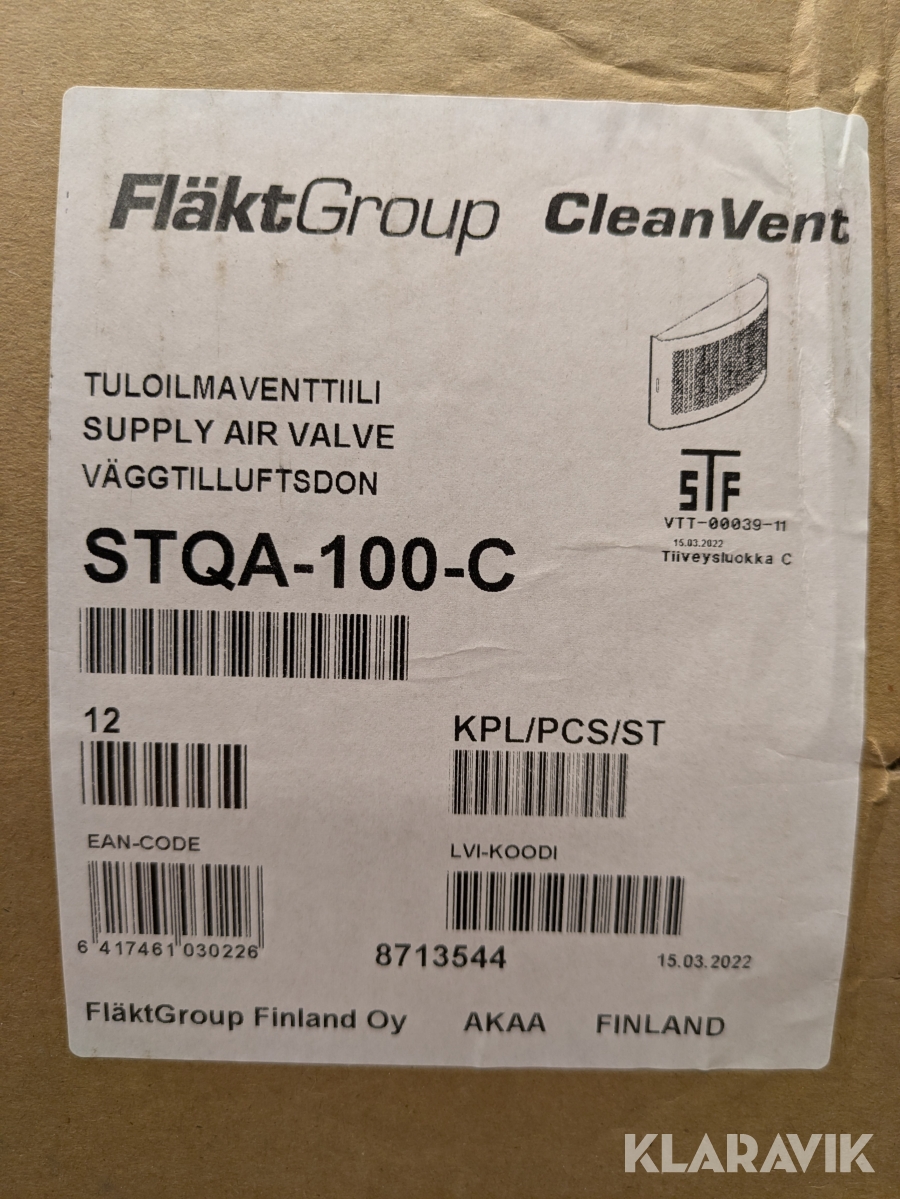 FläktGroup CleanVent
TULOILMAVENTTIILI
SUPPLY AIR VALVE
VÄGGTILLUFTSDON
STF
VTT-00039-11
15.03.2022
Tiiveysluokka C
STQA-100-C
12 KPL/PCS/ST
EAN-CODE LVI-KOODI
6 417461 030226
8713544 15.03.2022
FläktGroup Finland Oy AKAA FINLAND
KLARAVIK